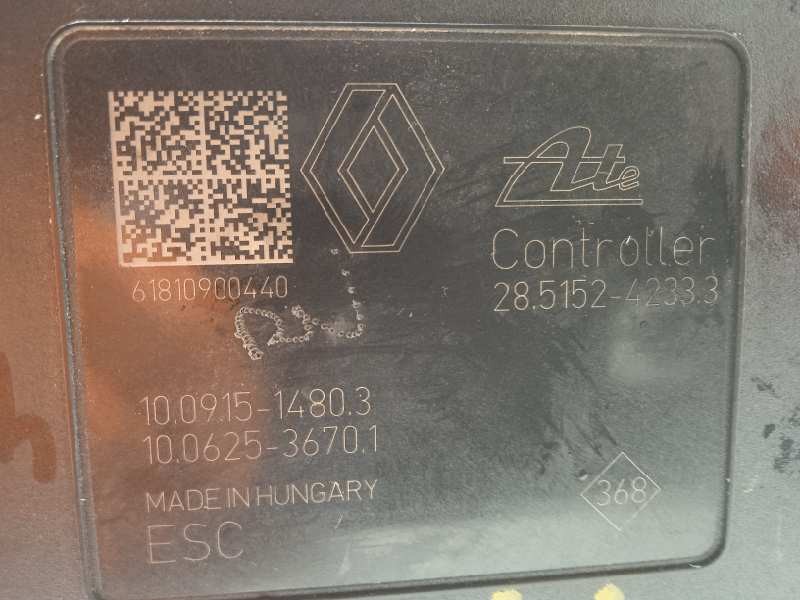 Ate
Controller
28.5152-4233.3
61810900440
10.0915-1480.3
10.0625-3670.1
MADE IN HUNGARY
ESC
368